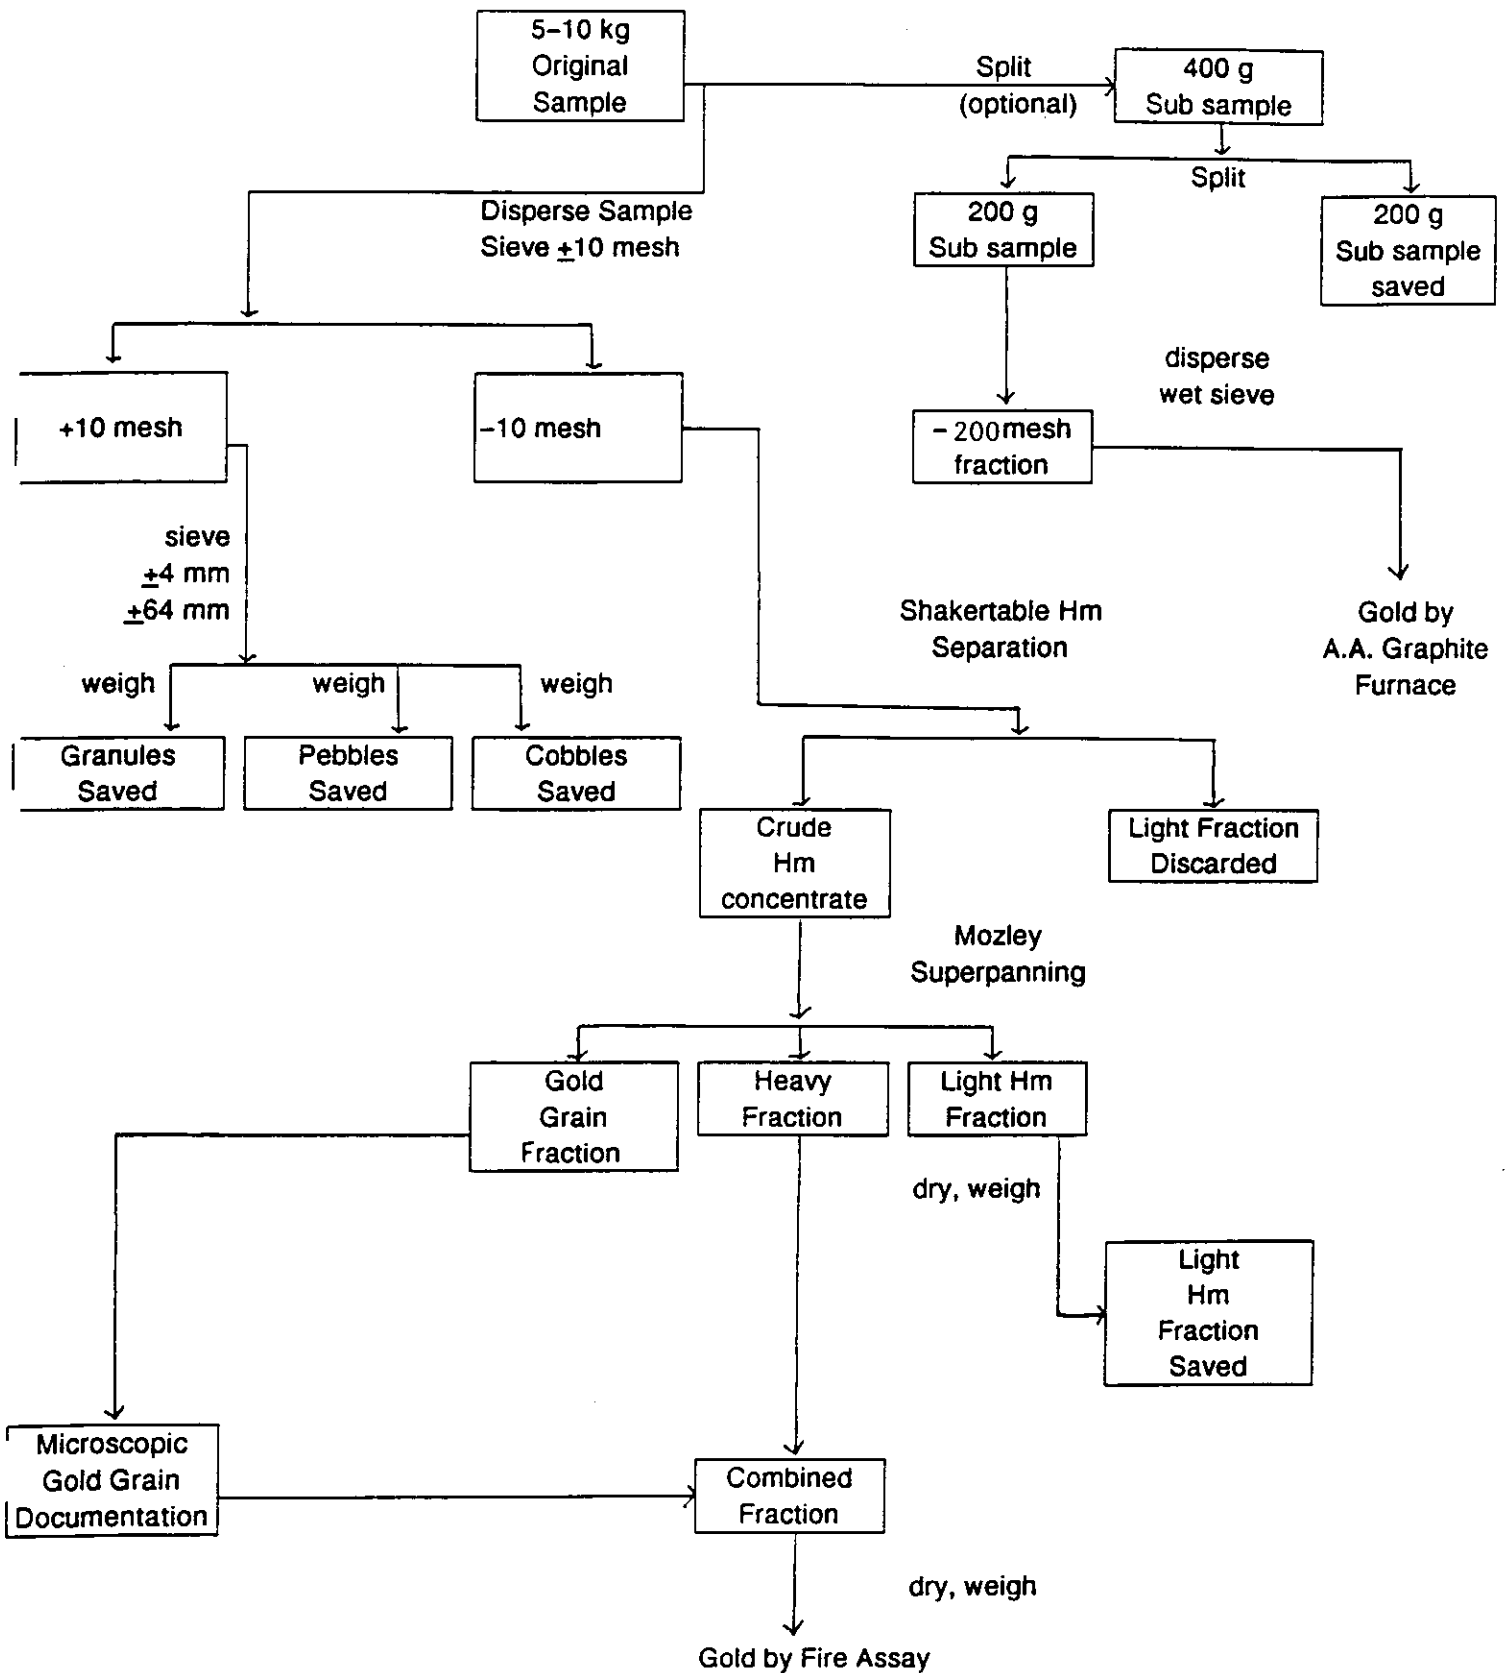 5–10 kg
Original
Sample
Split
(optional)
400 g
Sub sample
Split
200 g
Sub sample
200 g
Sub sample
saved
Disperse Sample
Sieve ±10 mesh
disperse
wet sieve
+10 mesh
–10 mesh
–200mesh
fraction
sieve
±4 mm
±64 mm
Shakertable Hm
Separation
Gold by
A.A. Graphite
Furnace
weigh
weigh
weigh
Granules
Saved
Pebbles
Saved
Cobbles
Saved
Crude
Hm
concentrate
Light Fraction
Discarded
Mozley
Superpanning
Gold
Grain
Fraction
Heavy
Fraction
Light Hm
Fraction
dry, weigh
Light
Hm
Fraction
Saved
Microscopic
Gold Grain
Documentation
Combined
Fraction
dry, weigh
Gold by Fire Assay